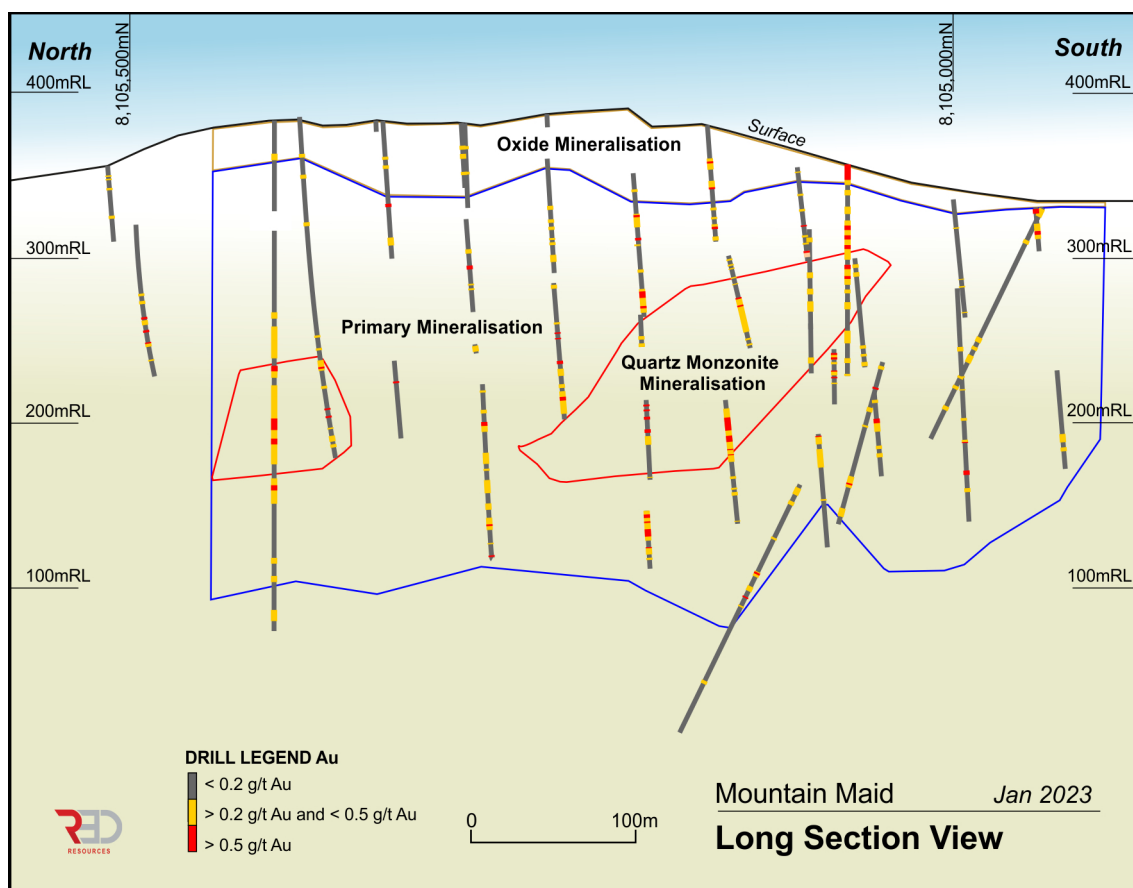 North
South
8,105,500mN
8,105,000mN
400mRL
400mRL
Surface
Oxide Mineralisation
300mRL
300mRL
Primary Mineralisation
Quartz Monzonite
Mineralisation
200mRL
200mRL
100mRL
100mRL
DRILL LEGEND Au
< 0.2 g/t Au
> 0.2 g/t Au and < 0.5 g/t Au
> 0.5 g/t Au
0
100m
Mountain Maid
Jan 2023
Long Section View
RED
RESOURCES